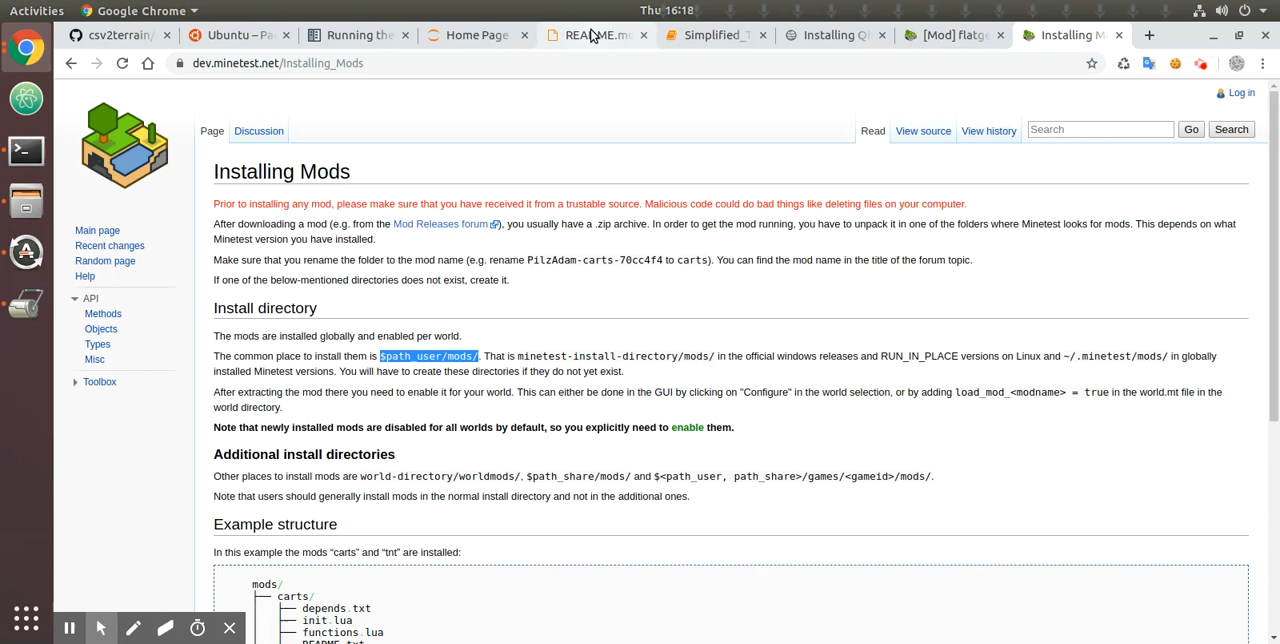 Activities
Google Chrome
Thu 16:18
csv2terrain/
Ubuntu – Pa
Running the
Home Page
README.m
Simplified_T
Installing Q
[Mod] flatge
Installing M
dev.minetest.net/Installing_Mods
Log in
Page
Discussion
Read
View source
View history
Search
Go
Search
Main page
Recent changes
Random page
Help
API
Methods
Objects
Types
Misc
Toolbox
Installing Mods
Prior to installing any mod, please make sure that you have received it from a trustable source. Malicious code could do bad things like deleting files on your computer.
After downloading a mod (e.g. from the Mod Releases forum), you usually have a .zip archive. In order to get the mod running, you have to unpack it in one of the folders where Minetest looks for mods. This depends on what
Minetest version you have installed.
Make sure that you rename the folder to the mod name (e.g. rename PilzAdam-carts-70cc4f4 to carts). You can find the mod name in the title of the forum topic.
If one of the below-mentioned directories does not exist, create it.
Install directory
The mods are installed globally and enabled per world.
The common place to install them is $path_user/mods/. That is minetest-install-directory/mods/ in the official windows releases and RUN_IN_PLACE versions on Linux and ~/.minetest/mods/ in globally
installed Minetest versions. You will have to create these directories if they do not yet exist.
After extracting the mod there you need to enable it for your world. This can either be done in the GUI by clicking on "Configure" in the world selection, or by adding load_mod_<modname> = true in the world.mt file in the
world directory.
Note that newly installed mods are disabled for all worlds by default, so you explicitly need to enable them.
Additional install directories
Other places to install mods are world-directory/worldmods/, $path_share/mods/ and $<path_user, path_share>/games/<gameid>/mods/.
Note that users should generally install mods in the normal install directory and not in the additional ones.
Example structure
In this example the mods “carts” and “tnt” are installed:
mods/
├── carts/
│ ├── depends.txt
│ ├── init.lua
│ ├── functions.lua